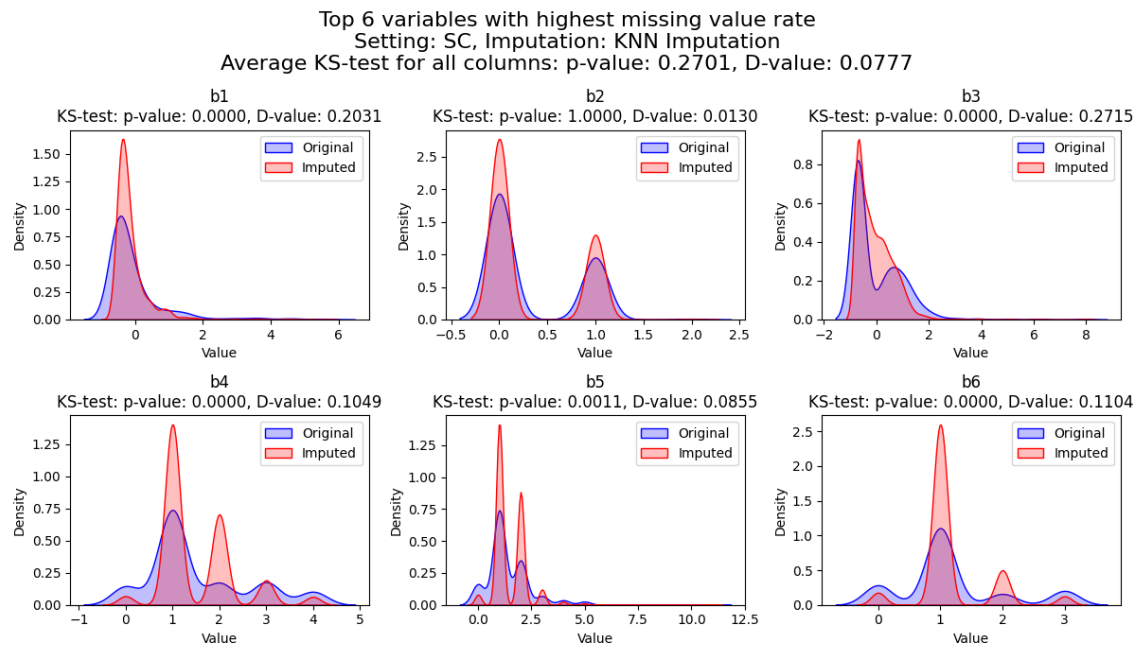 Top 6 variables with highest missing value rate
Setting: SC, Imputation: KNN Imputation
Average KS-test for all columns: p-value: 0.2701, D-value: 0.0777
b1
KS-test: p-value: 0.0000, D-value: 0.2031
Original
Imputed
Density
1.50
1.25
1.00
0.75
0.50
0.25
0.00
0
2
4
6
Value
b2
KS-test: p-value: 1.0000, D-value: 0.0130
Original
Imputed
Density
2.5
2.0
1.5
1.0
0.5
0.0
−0.5
0.0
0.5
1.0
1.5
2.0
2.5
Value
b3
KS-test: p-value: 0.0000, D-value: 0.2715
Original
Imputed
Density
0.8
0.6
0.4
0.2
0.0
−2
0
2
4
6
8
Value
b4
KS-test: p-value: 0.0000, D-value: 0.1049
Original
Imputed
Density
1.25
1.00
0.75
0.50
0.25
0.00
−1
0
1
2
3
4
5
Value
b5
KS-test: p-value: 0.0011, D-value: 0.0855
Original
Imputed
Density
1.25
1.00
0.75
0.50
0.25
0.00
0.0
2.5
5.0
7.5
10.0
12.5
Value
b6
KS-test: p-value: 0.0000, D-value: 0.1104
Original
Imputed
Density
2.5
2.0
1.5
1.0
0.5
0.0
0
1
2
3
Value